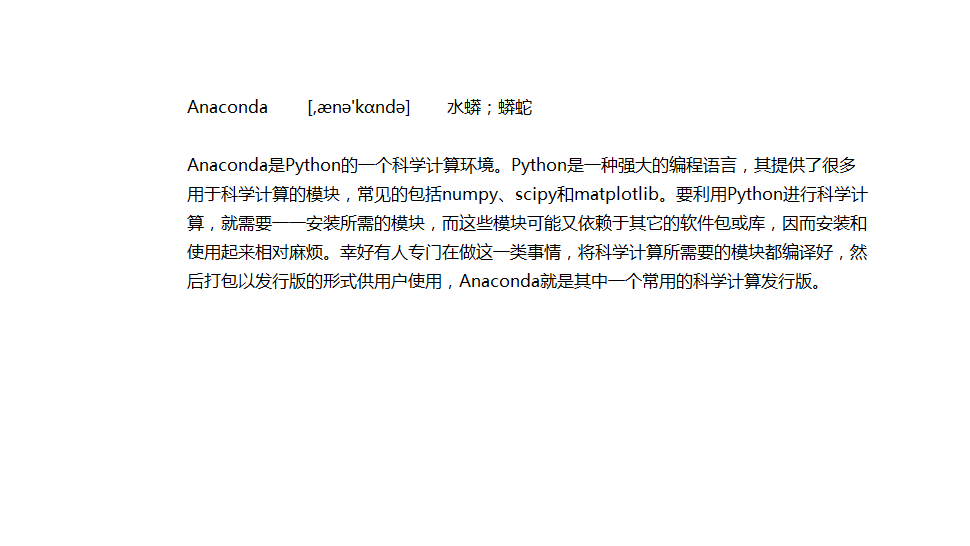 Anaconda [,ænə'kɑndə] 水蟒；蟒蛇
Anaconda是Python的一个科学计算环境。Python是一种强大的编程语言，其提供了很多
用于科学计算的模块，常见的包括numpy、scipy和matplotlib。要利用Python进行科学计
算，就需要一一安装所需的模块，而这些模块可能又依赖于其它的软件包或库，因而安装和
使用起来相对麻烦。幸好有人专门在做这一类事情，将科学计算所需要的模块都编译好，然
后打包以发行版的形式供用户使用，Anaconda就是其中一个常用的科学计算发行版。